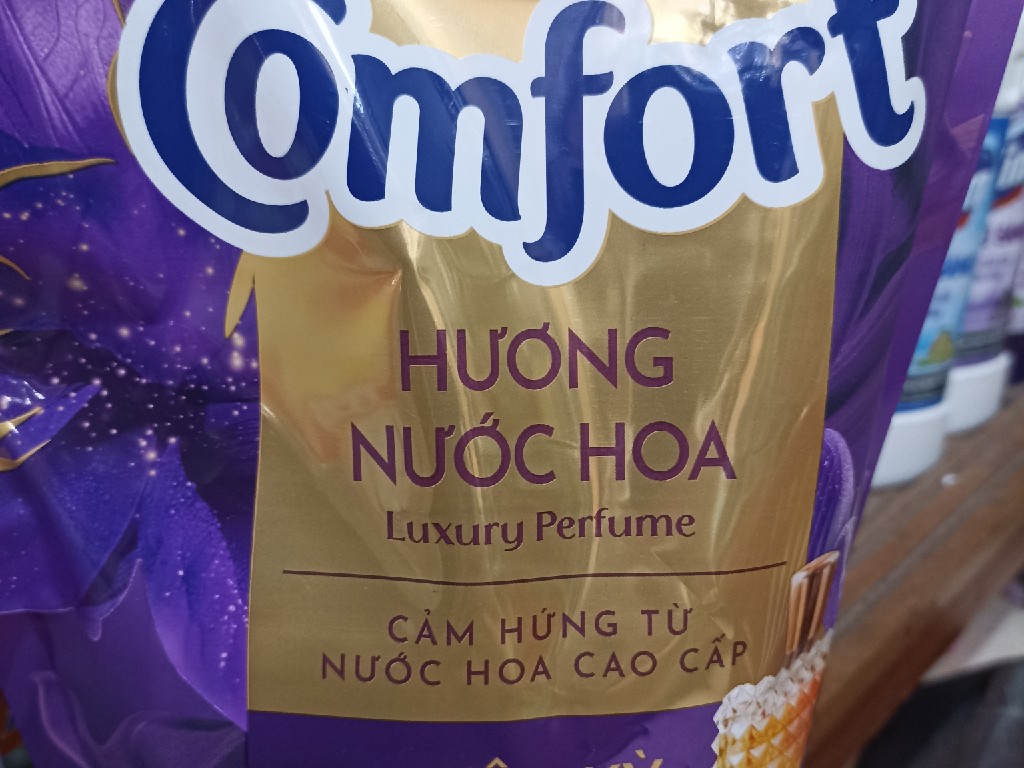 Comfort
HƯƠNG
NƯỚC HOA
Luxury Perfume
CẢM HỨNG TỪ
NƯỚC HOA CAO CẤP